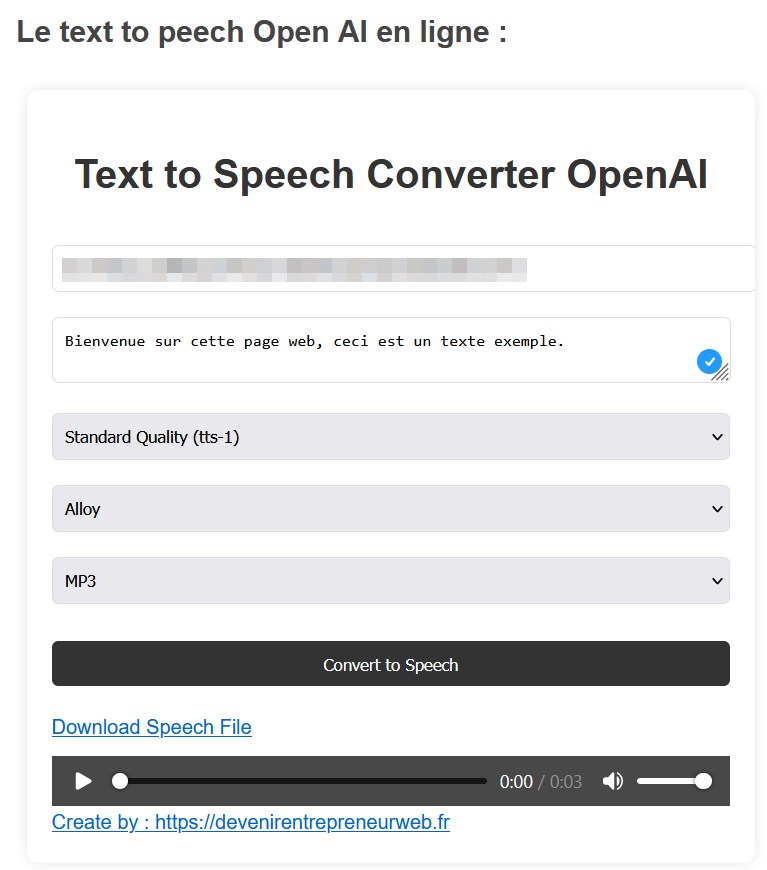 Le text to peech Open AI en ligne :
Text to Speech Converter OpenAI
Bienvenue sur cette page web, ceci est un texte exemple.
Standard Quality (tts-1)
Alloy
MP3
Convert to Speech
Download Speech File
0:00 / 0:03
Create by : https://devenirentrepreneurweb.fr